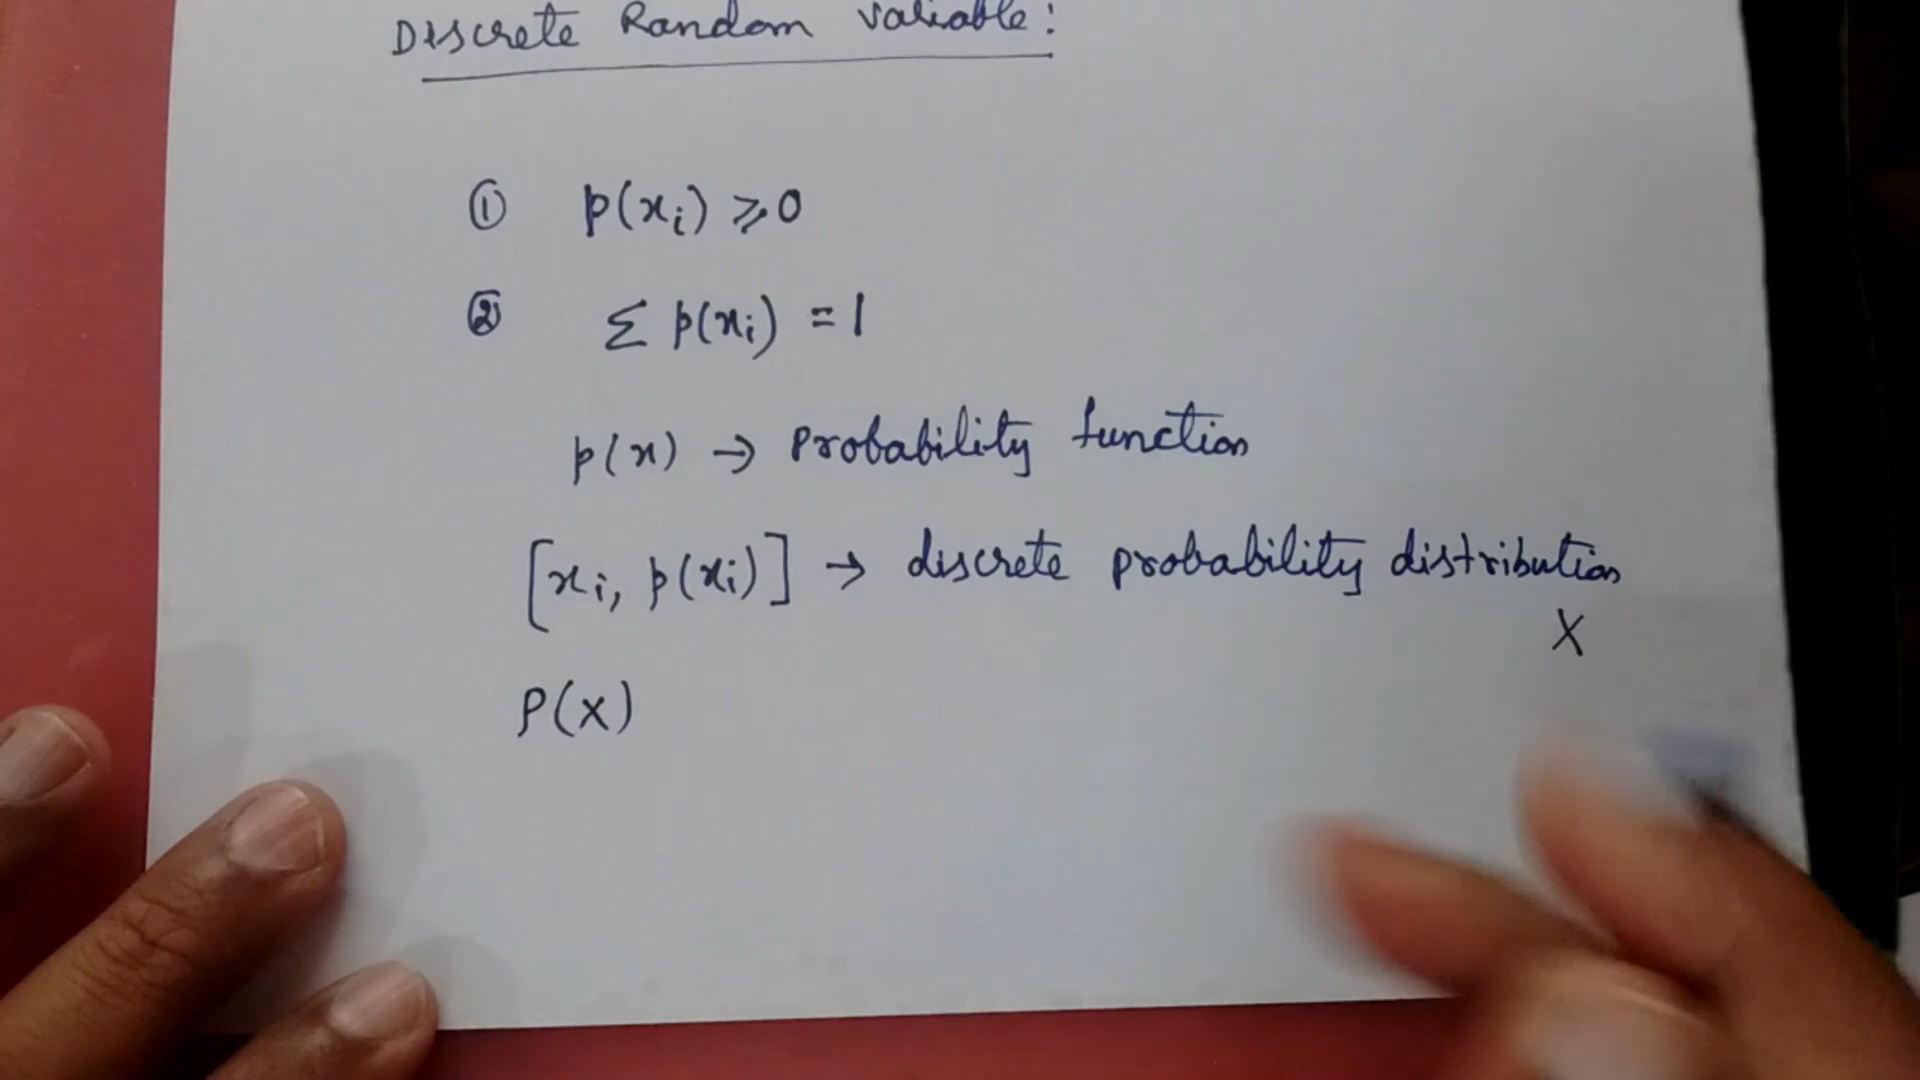 Discrete Random Variable:
① p(xi) ⩾ 0
② Σ p(xi) = 1
p(x) → Probability function
[xi, p(xi)] → discrete probability distribution
X
P(X)